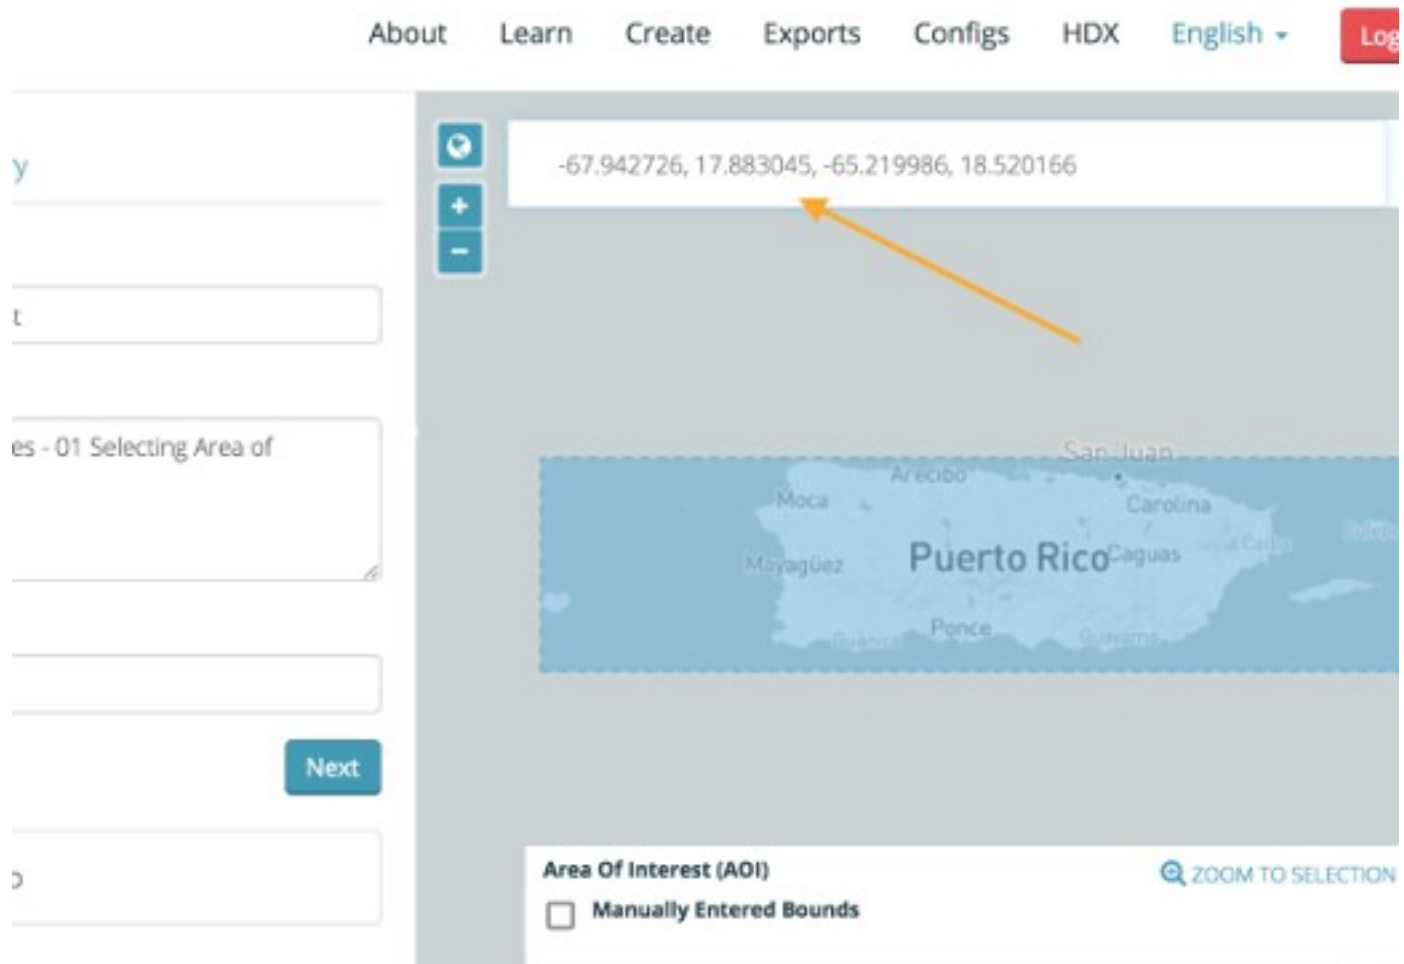 About Learn Create Exports Configs HDX English Log
y
-67.942726, 17.883045, -65.219986, 18.520166
+
−
t
es - 01 Selecting Area of
San Juan
Arecibo
Moca
Carolina
Puerto Rico
Caguas
Mayagüez
Ponce
Guayama
Next
Area Of Interest (AOI)
ZOOM TO SELECTION
Manually Entered Bounds